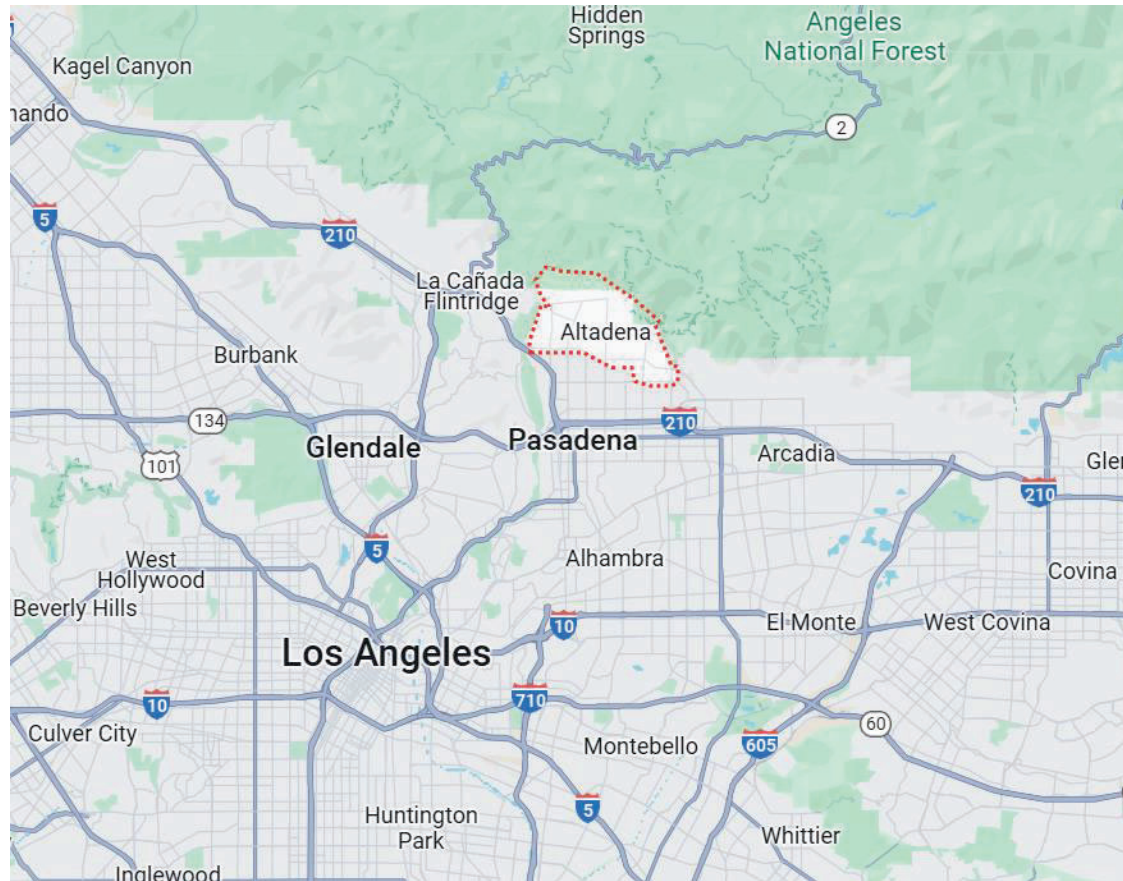 Hidden
Springs
Angeles
National Forest
Kagel Canyon
nando
2
5
210
La Cañada
Flintridge
Altadena
Burbank
134
210
Glendale
Pasadena
Arcadia
Glen
101
210
5
West
Hollywood
Alhambra
Covina
Beverly Hills
10
El Monte
West Covina
Los Angeles
10
710
Culver City
60
Montebello
605
Huntington
Park
5
Whittier
Inglewood